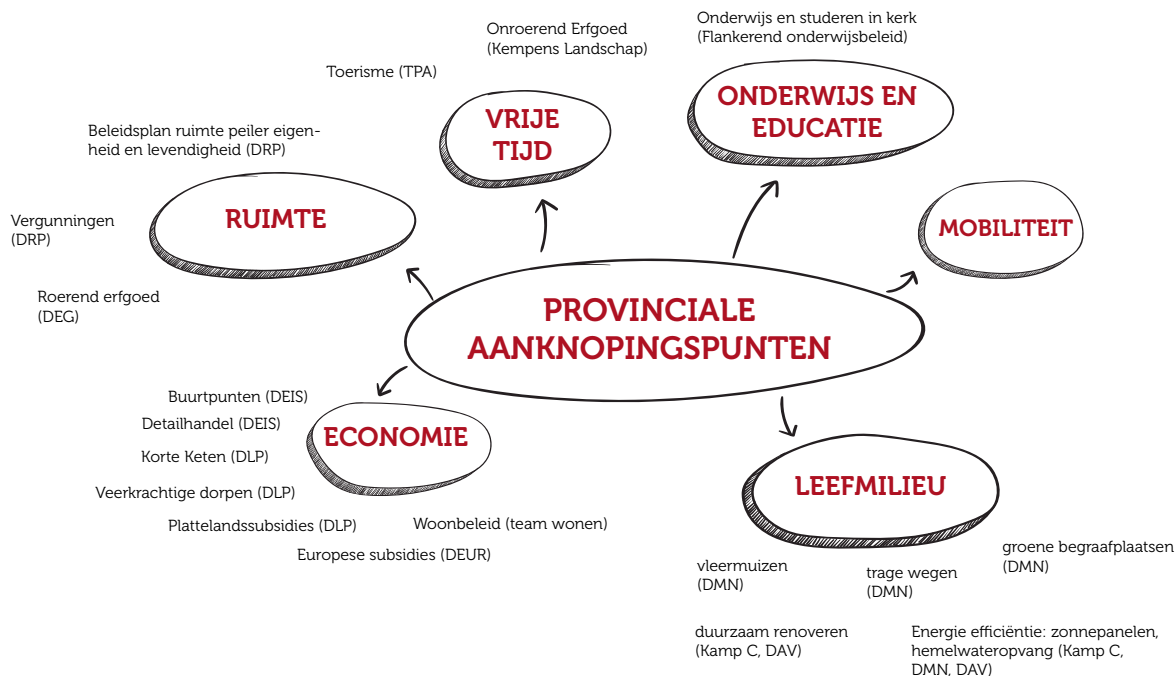 Onderwijs en studeren in kerk
(Flankerend onderwijsbeleid)
Onroerend Erfgoed
(Kempens Landschap)
Toerisme (TPA)
ONDERWIJS EN
EDUCATIE
VRIJE
TIJD
Beleidsplan ruimte peiler eigen-
heid en levendigheid (DRP)
RUIMTE
Vergunningen
(DRP)
MOBILITEIT
Roerend erfgoed
(DEG)
PROVINCIALE
AANKNOPINGSPUNTEN
Buurtpunten (DEIS)
Detailhandel (DEIS)
ECONOMIE
Korte Keten (DLP)
Veerkrachtige dorpen (DLP)
Plattelandssubsidies (DLP)
Woonbeleid (team wonen)
Europese subsidies (DEUR)
LEEFMILIEU
groene begraafplaatsen
(DMN)
vleermuizen
(DMN)
trage wegen
(DMN)
duurzaam renoveren
(Kamp C, DAV)
Energie efficiëntie: zonnepanelen,
hemelwateropvang (Kamp C,
DMN, DAV)